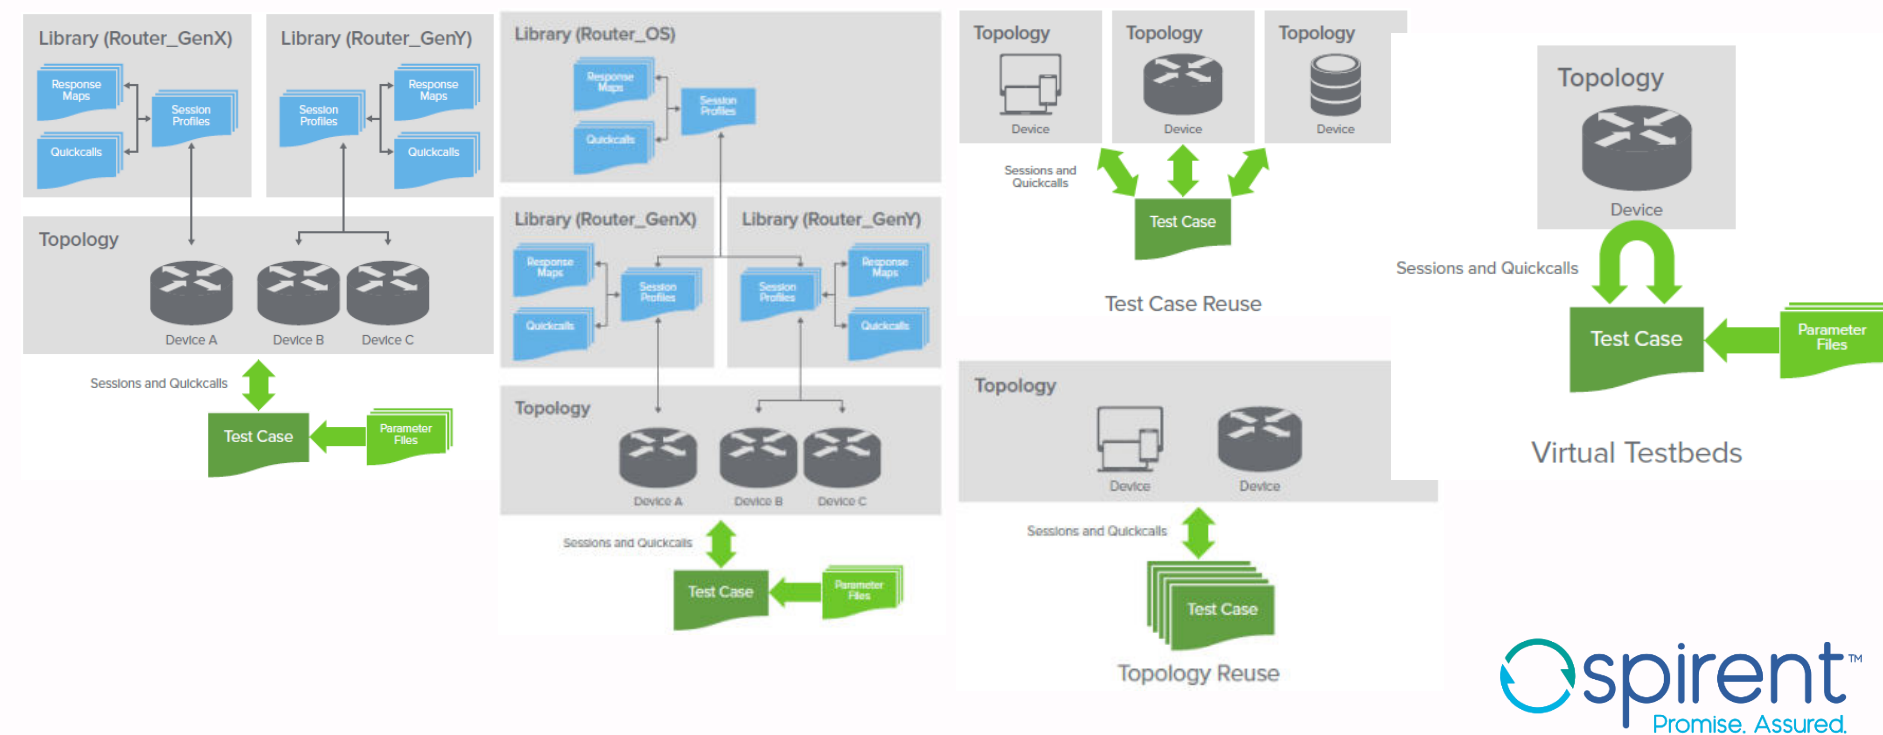 Library (Router_GenX)
Response
Maps
Session
Profiles
Quickcalls
Library (Router_GenY)
Session
Profiles
Response
Maps
Quickcalls
Topology
Device A
Device B
Device C
Sessions and Quickcalls
Test Case
Parameter
Files
Library (Router_OS)
Response
Maps
Session
Profiles
Quickcalls
Library (Router_GenX)
Response
Maps
Session
Profiles
Quickcalls
Library (Router_GenY)
Session
Profiles
Response
Maps
Quickcalls
Topology
Device A
Device B
Device C
Sessions and Quickcalls
Test Case
Parameter
Files
Topology
Device
Topology
Device
Topology
Device
Sessions and
Quickcalls
Test Case
Test Case Reuse
Topology
Device
Device
Sessions and Quickcalls
Test Case
Topology Reuse
Topology
Device
Sessions and Quickcalls
Test Case
Parameter
Files
Virtual Testbeds
spirent™
Promise. Assured.